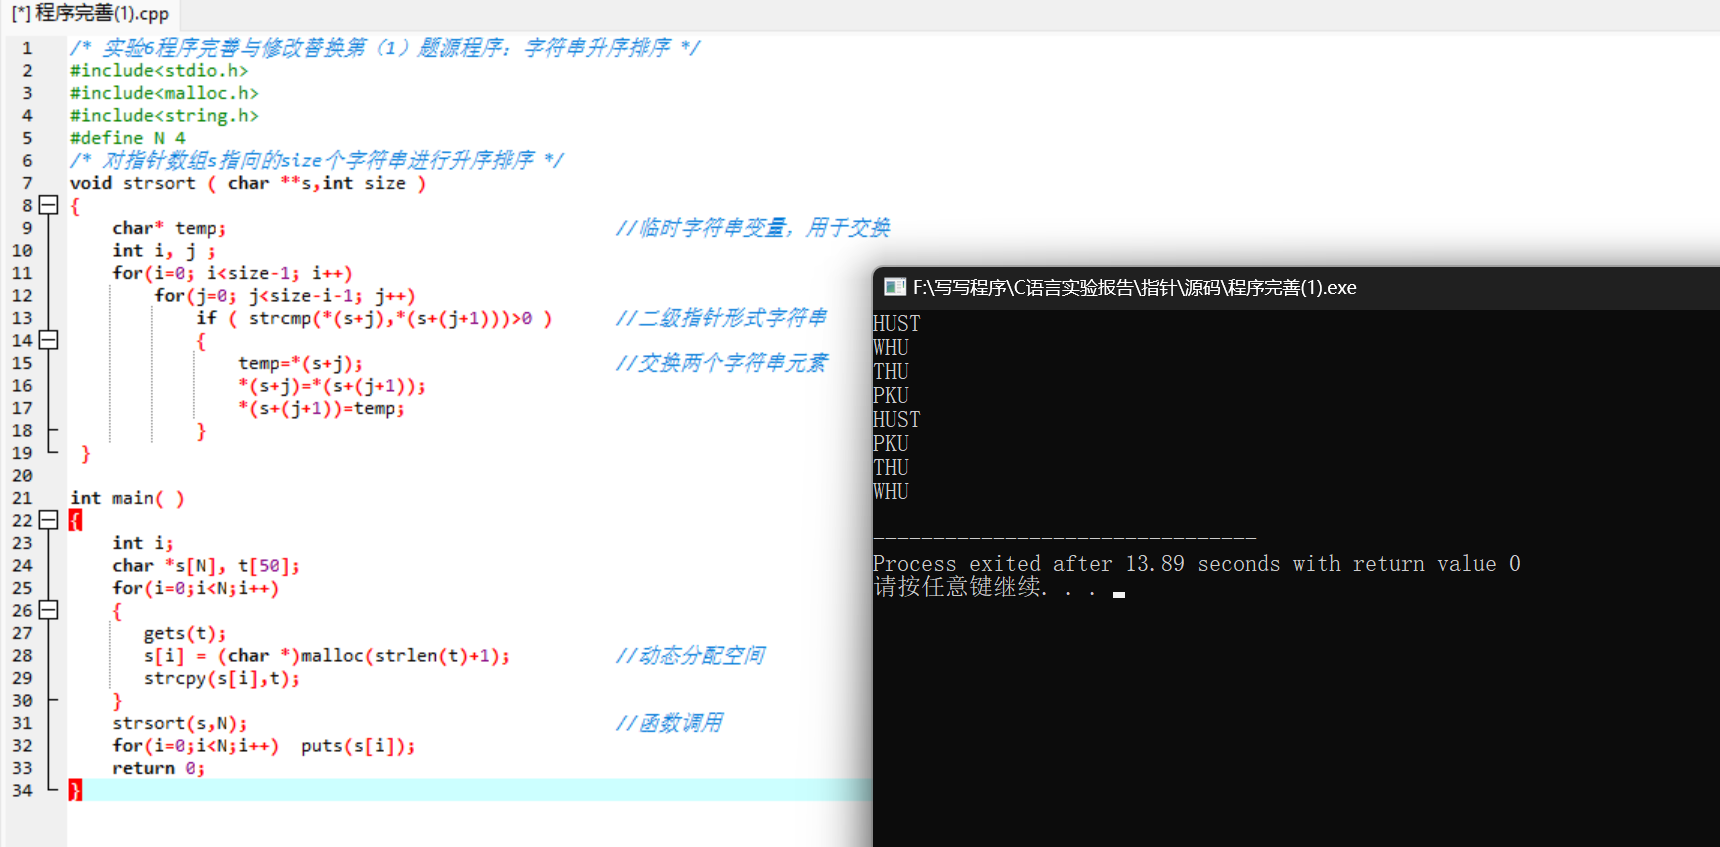 [*] 程序完善(1).cpp
1 /* 实验6程序完善与修改替换第（1）题源程序：字符串升序排序 */
2 #include<stdio.h>
3 #include<malloc.h>
4 #include<string.h>
5 #define N 4
6 /* 对指针数组s指向的size个字符串进行升序排序 */
7 void strsort ( char **s,int size )
8 {
9 char* temp; //临时字符串变量，用于交换
10 int i, j ;
11 for(i=0; i<size-1; i++)
12 for(j=0; j<size-i-1; j++)
13 if ( strcmp(*(s+j),*(s+(j+1)))>0 ) //二级指针形式字符串
14 {
15 temp=*(s+j); //交换两个字符串元素
16 *(s+j)=*(s+(j+1));
17 *(s+(j+1))=temp;
18 }
19 }
20
21 int main( )
22 {
23 int i;
24 char *s[N], t[50];
25 for(i=0;i<N;i++)
26 {
27 gets(t);
28 s[i] = (char *)malloc(strlen(t)+1); //动态分配空间
29 strcpy(s[i],t);
30 }
31 strsort(s,N); //函数调用
32 for(i=0;i<N;i++) puts(s[i]);
33 return 0;
34 }
F:\写写程序\C语言实验报告\指针\源码\程序完善(1).exe
HUST
WHU
THU
PKU
HUST
PKU
THU
WHU
--------------------------------
Process exited after 13.89 seconds with return value 0
请按任意键继续. . .